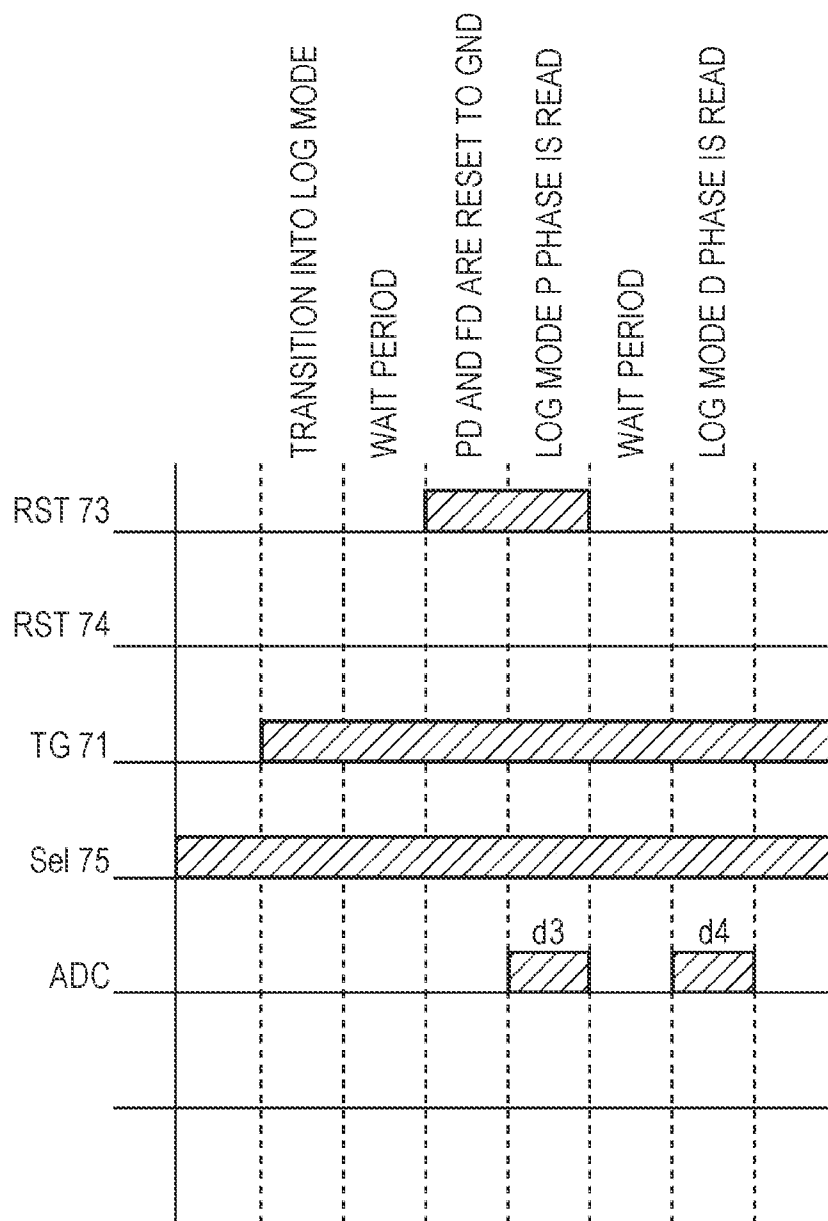 TRANSITION INTO LOG MODE
WAIT PERIOD
PD AND FD ARE RESET TO GND
LOG MODE P PHASE IS READ
WAIT PERIOD
LOG MODE D PHASE IS READ
RST 73
RST 74
TG 71
Sel 75
d3
d4
ADC